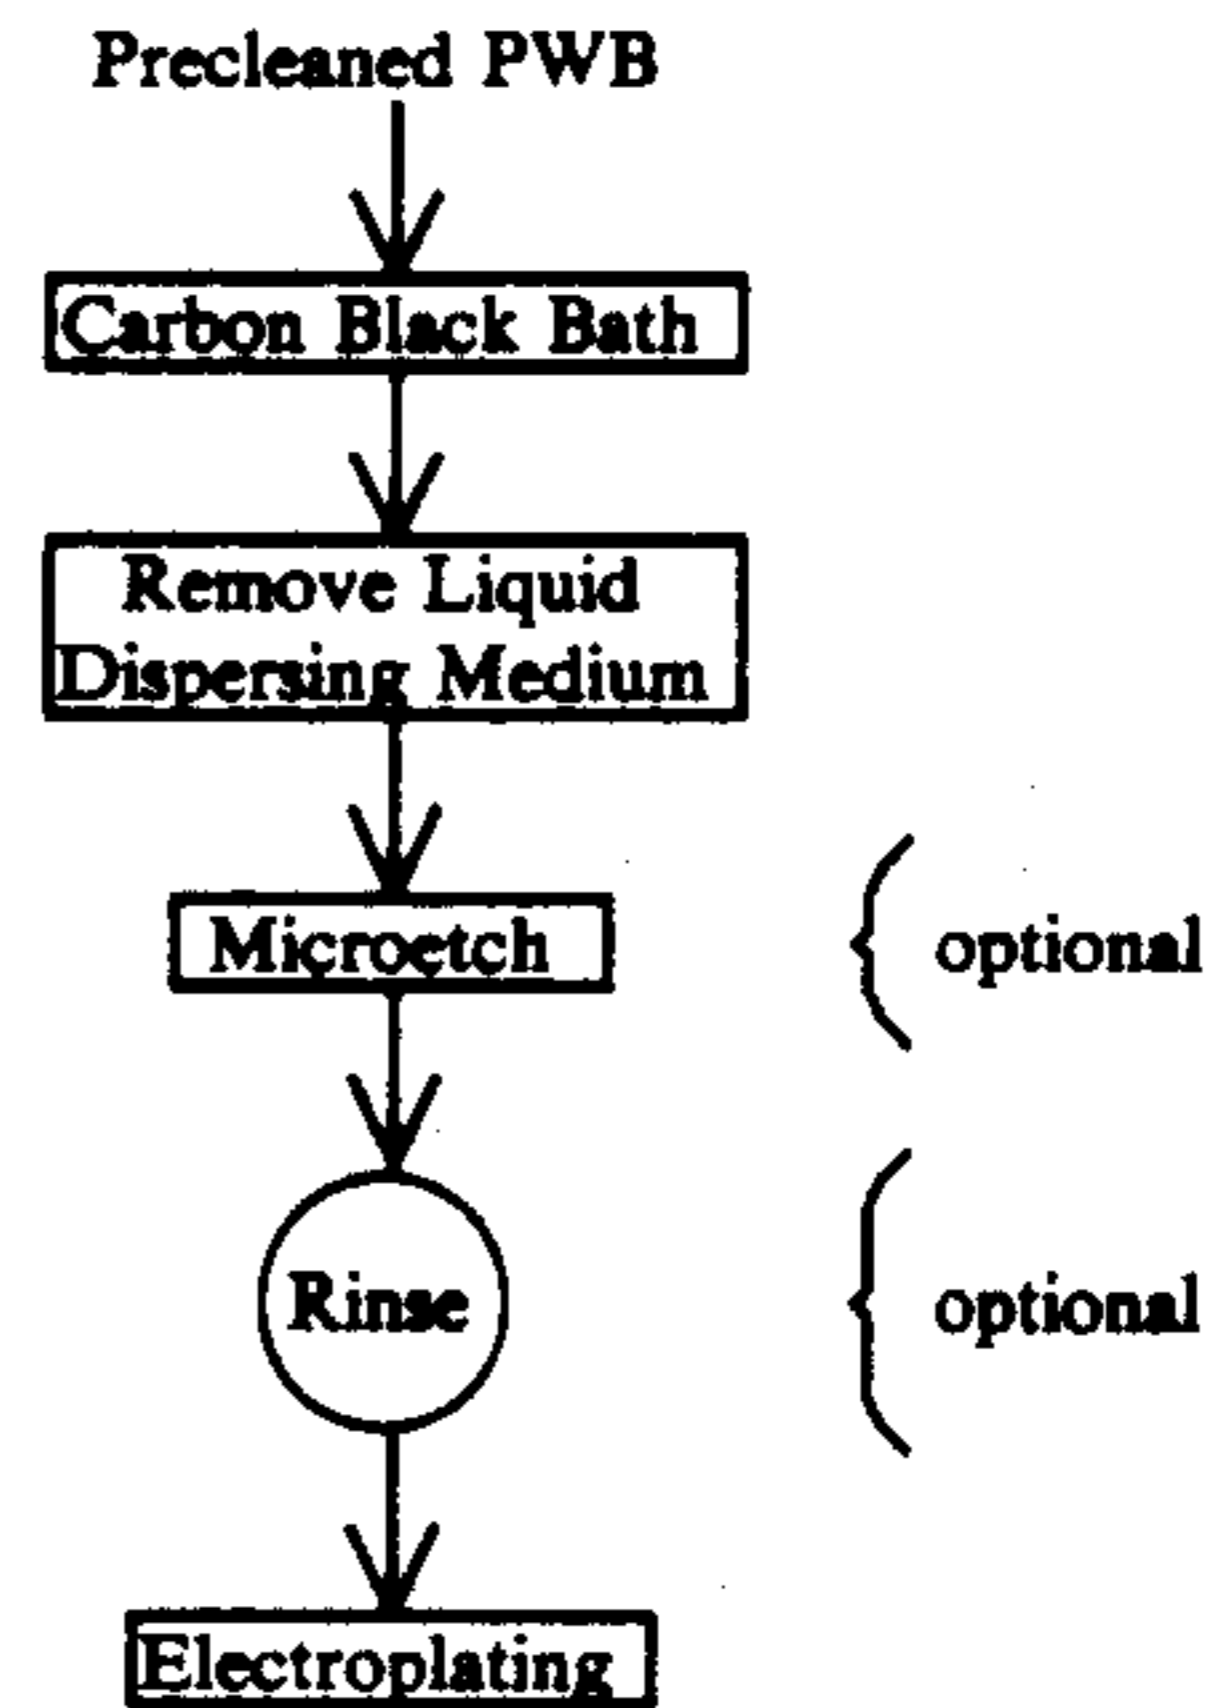 Precleaned PWB
Carbon Black Bath
Remove Liquid
Dispersing Medium
Microetch
optional
Rinse
optional
Electroplating